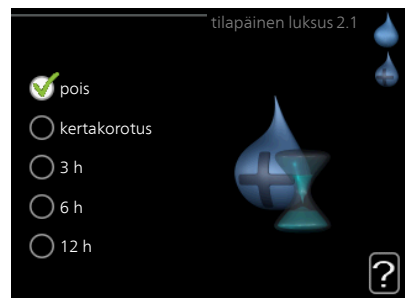 tilapäinen luksus 2.1
pois
kertakorotus
3 h
6 h
12 h
?